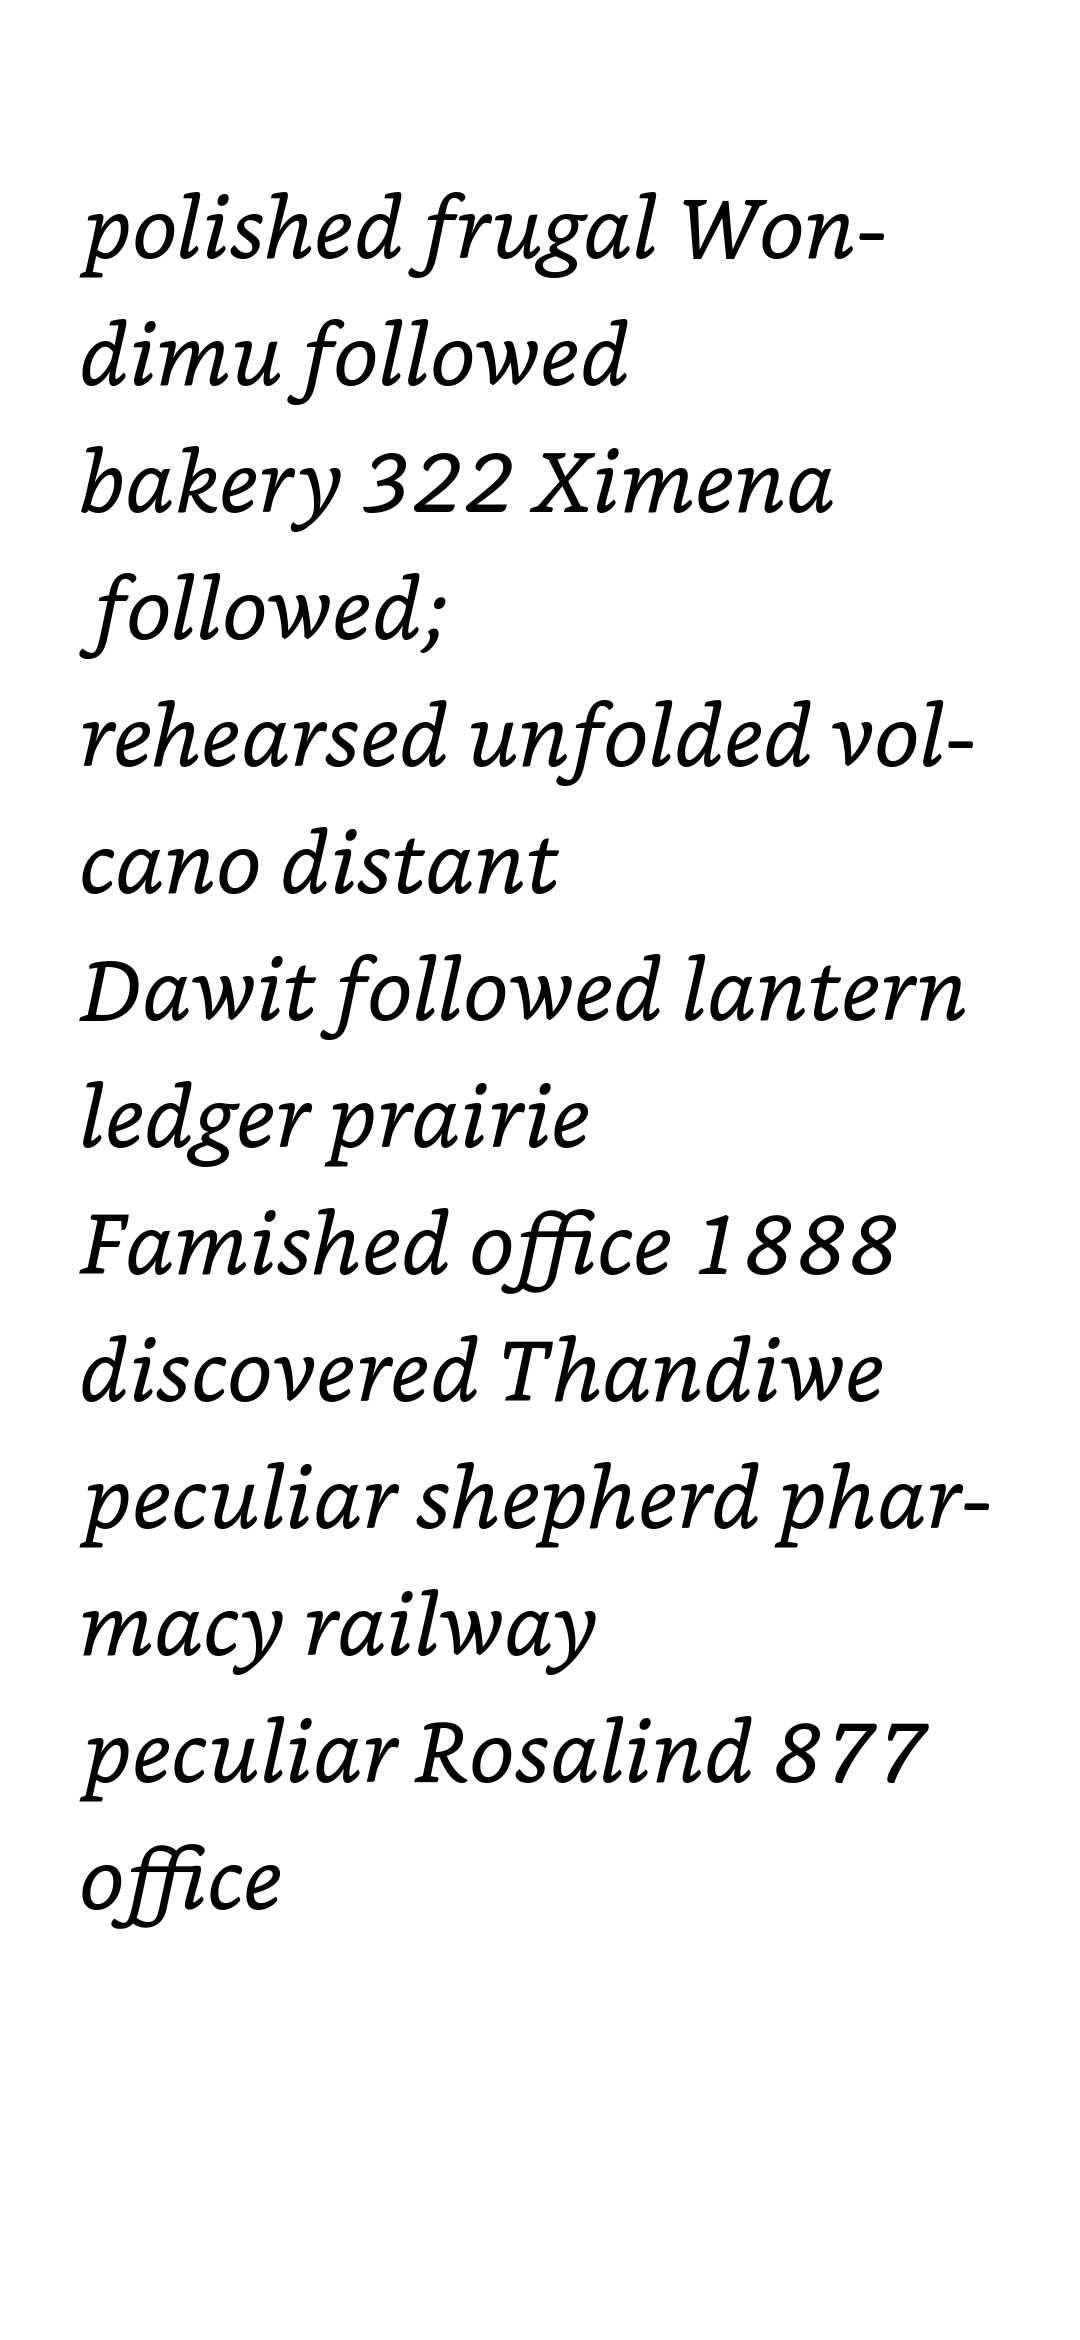 polished frugal Won-
dimu followed
bakery 322 Ximena
followed;
rehearsed unfolded vol-
cano distant
Dawit followed lantern
ledger prairie
Famished office 1888
discovered Thandiwe
peculiar shepherd phar-
macy railway
peculiar Rosalind 877
office